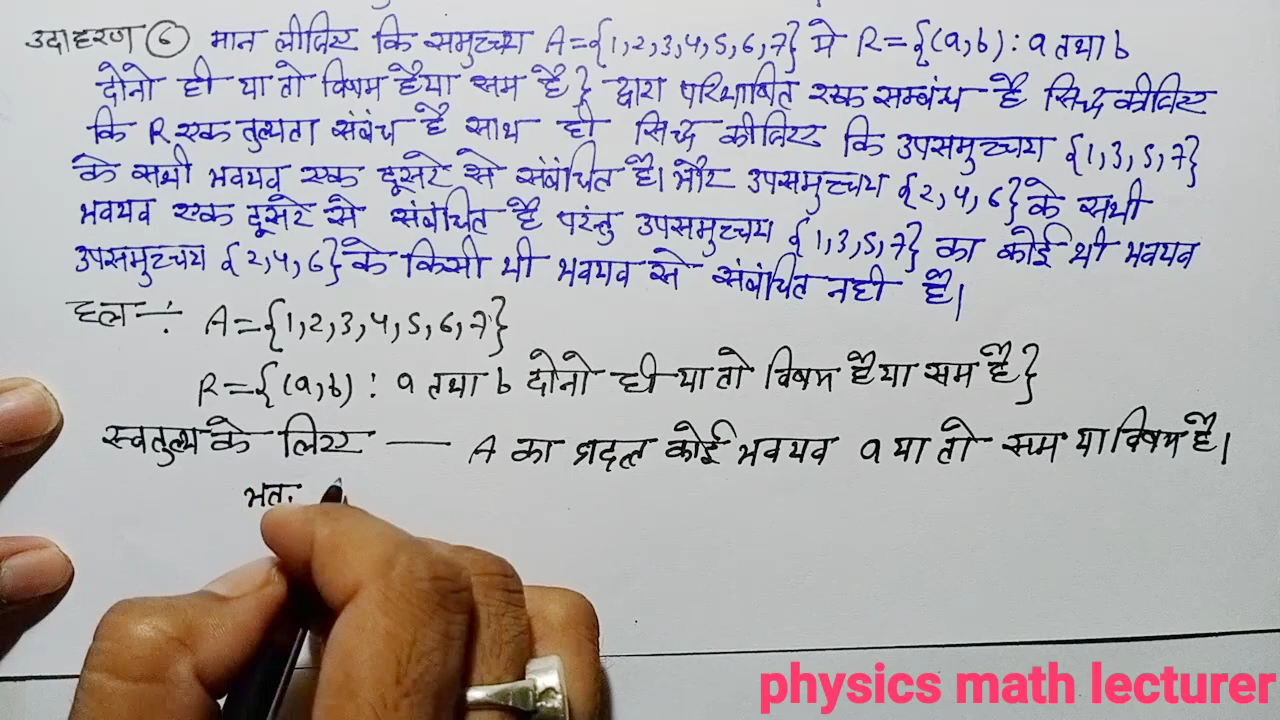 उदाहरण ⑥ मान लीजिए कि समुच्चय A={1,2,3,4,5,6,7} मे R={(a,b) : a तथा b
दोनो ही या तो विषम है या सम है} द्वारा परिभाषित एक सम्बंध है सिद्ध कीजिए
कि R एक तुल्यता संबंध है साथ ही सिद्ध कीजिए कि उपसमुच्चय {1,3,5,7}
के सभी अवयव एक दूसरे से संबंधित है। और उपसमुच्चय {2,4,6} के सभी
अवयव एक दूसरे से संबंधित है परंतु उपसमुच्चय {1,3,5,7} का कोई भी अवयव
उपसमुच्चय {2,4,6} के किसी भी अवयव से संबंधित नही है।
हल ÷ A={1,2,3,4,5,6,7}
R={(a,b) : a तथा b दोनो ही या तो विषम है या सम है}
स्वतुल्य के लिए — A का प्रदत्त कोई अवयव a या तो सम या विषम है।
अतः
physics math lecturer